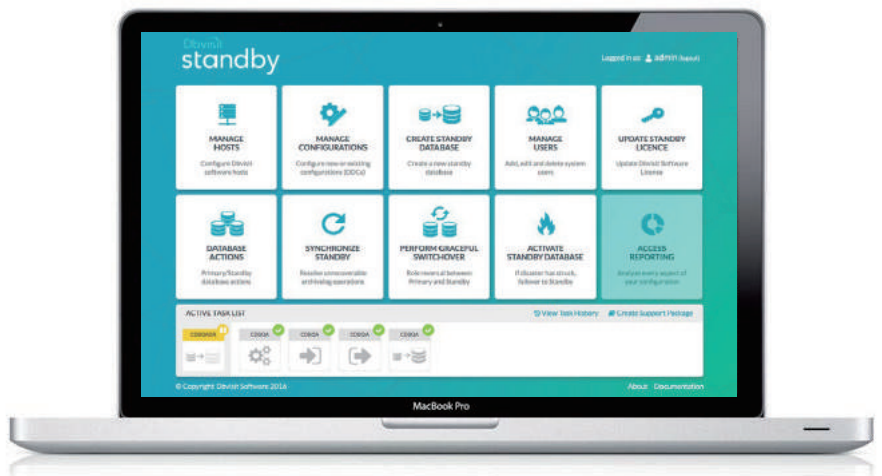 Dbvisit
standby
Logged in as: admin (logout)
MANAGE
HOSTS
Configure Dbvisit
software hosts
MANAGE
CONFIGURATIONS
Configure new or existing
configurations (DDCs)
CREATE STANDBY
DATABASE
Create a new standby
database
MANAGE
USERS
Add, edit and delete system
users
UPDATE STANDBY
LICENCE
Update Dbvisit Software
License
DATABASE
ACTIONS
Primary/Standby
database actions
SYNCHRONIZE
STANDBY
Resolve unrecoverable
archivelog operations
PERFORM GRACEFUL
SWITCHOVER
Role reversal between
Primary and Standby
ACTIVATE
STANDBY DATABASE
If disaster has struck,
failover to Standby
ACCESS
REPORTING
Analyze every aspect of
your configuration
ACTIVE TASK LIST
View Task History
Create Support Package
© Copyright Dbvisit Software 2016
About
Documentation
MacBook Pro